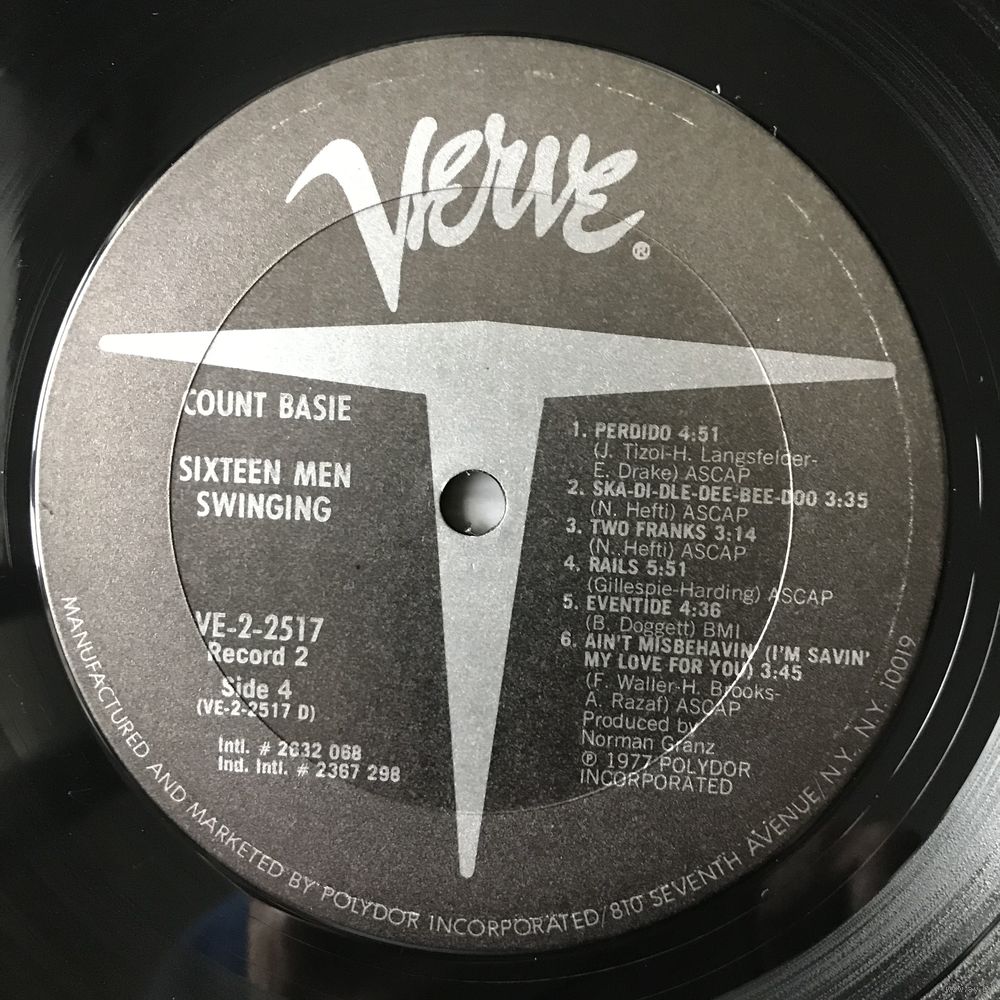 Verve ®
COUNT BASIE
SIXTEEN MEN
SWINGING
VE-2-2517
Record 2
Side 4
(VE-2-2517 D)
Intl. # 2632 068
Ind. Intl. # 2367 298
1. PERDIDO 4:51
(J. Tizol-H. Langsfelder-
E. Drake) ASCAP
2. SKA-DI-DLE-DEE-BEE-DOO 3:35
(N. Hefti) ASCAP
3. TWO FRANKS 3:14
(N. Hefti) ASCAP
4. RAILS 5:51
(Gillespie-Harding) ASCAP
5. EVENTIDE 4:36
(B. Doggett) BMI
6. AIN'T MISBEHAVIN' (I'M SAVIN'
MY LOVE FOR YOU) 3:45
(F. Waller-H. Brooks-
A. Razaf) ASCAP
Produced by
Norman Granz
℗ 1977 POLYDOR
INCORPORATED
MANUFACTURED AND MARKETED BY POLYDOR INCORPORATED/810 SEVENTH AVENUE/N.Y. N.Y. 10019